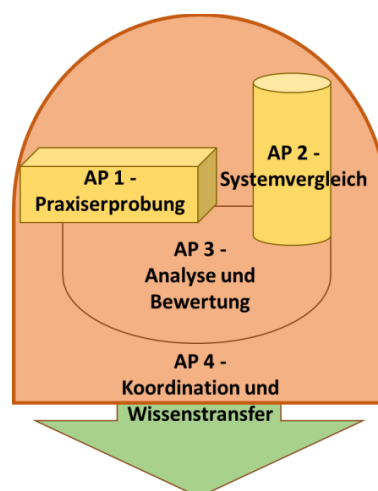 AP 1 -
Praxiserprobung
AP 2 -
Systemvergleich
AP 3 -
Analyse und
Bewertung
AP 4 -
Koordination und
Wissenstransfer